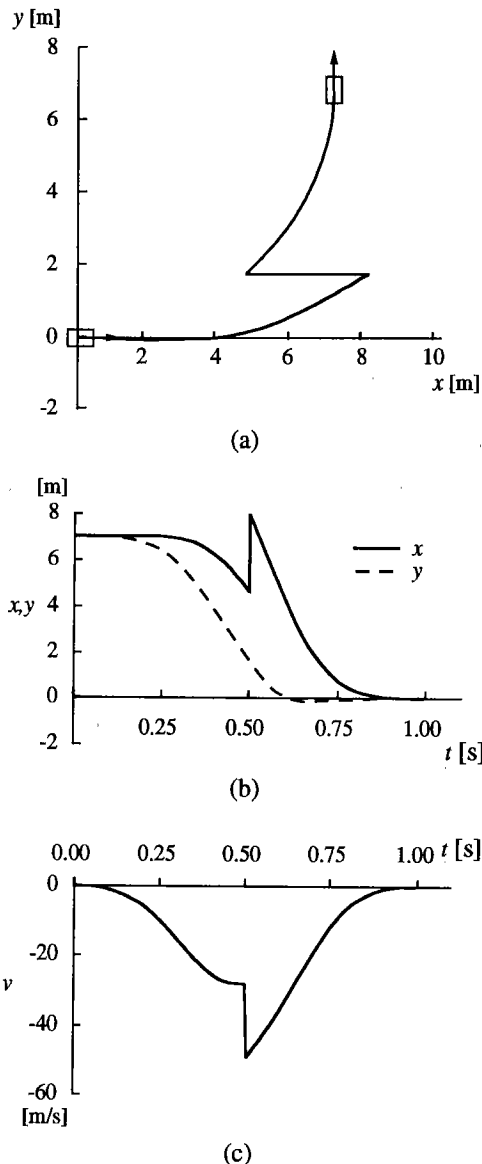 y [m]
8
6
4
2
0
2 4 6 8 10
-2
x [m]
(a)
[m]
8
6
4
x,y
2
0
-2
x
y
0.25 0.50 0.75 1.00
t [s]
(b)
0.00 0.25 0.50 0.75 1.00 t [s]
0
-20
v
-40
-60
[m/s]
(c)